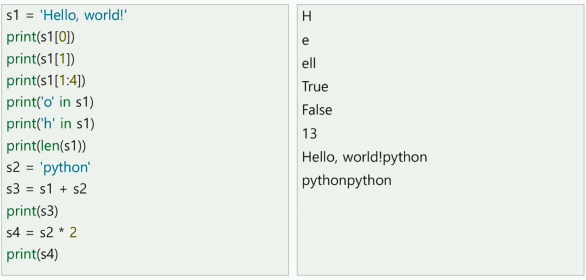 s1 = 'Hello, world!'
print(s1[0])
print(s1[1])
print(s1[1:4])
print('o' in s1)
print('h' in s1)
print(len(s1))
s2 = 'python'
s3 = s1 + s2
print(s3)
s4 = s2 * 2
print(s4)
H
e
ell
True
False
13
Hello, world!python
pythonpython